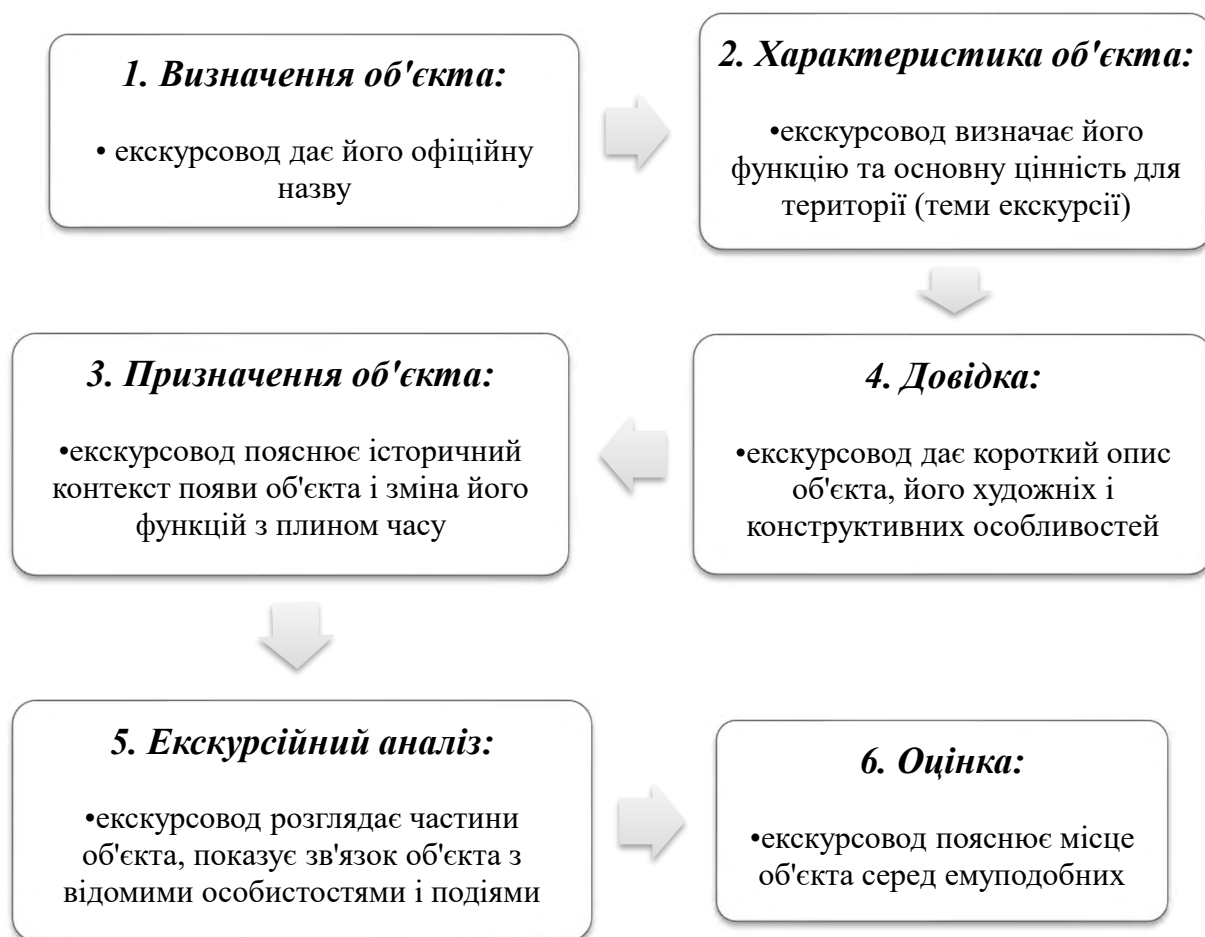 1. Визначення об'єкта:
• екскурсовод дає його офіційну
назву
2. Характеристика об'єкта:
•екскурсовод визначає його
функцію та основну цінність для
території (теми екскурсії)
3. Призначення об'єкта:
•екскурсовод пояснює історичний
контекст появи об'єкта і зміна його
функцій з плином часу
4. Довідка:
•екскурсовод дає короткий опис
об'єкта, його художніх і
конструктивних особливостей
5. Екскурсійний аналіз:
•екскурсовод розглядає частини
об'єкта, показує зв'язок об'єкта з
відомими особистостями і подіями
6. Оцінка:
•екскурсовод пояснює місце
об'єкта серед емуподобних